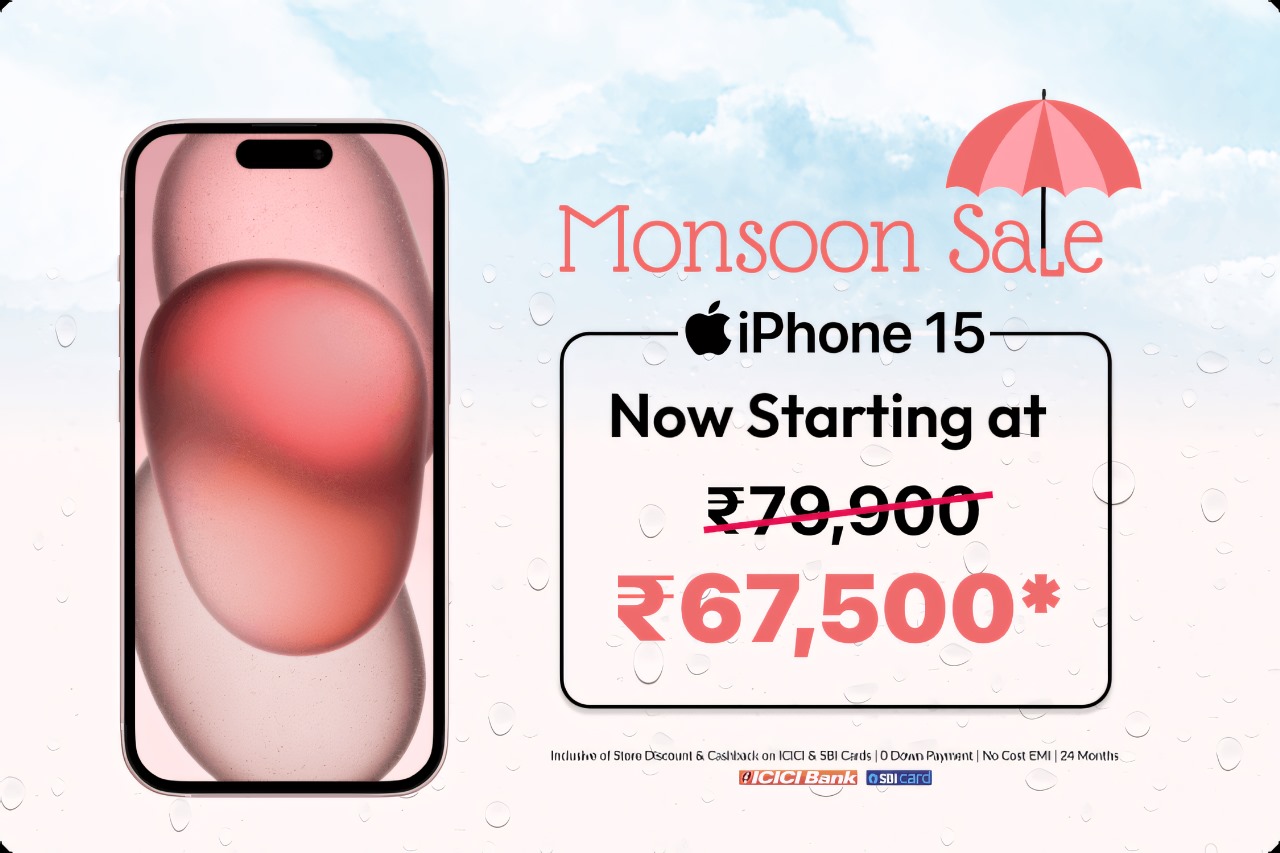 Monsoon Sale
iPhone 15
Now Starting at
₹79,900
₹67,500*
Inclusive of Store Discount & Cashback on ICICI & SBI Cards | 0 Down Payment | No Cost EMI | 24 Months
ICICI Bank SBI card